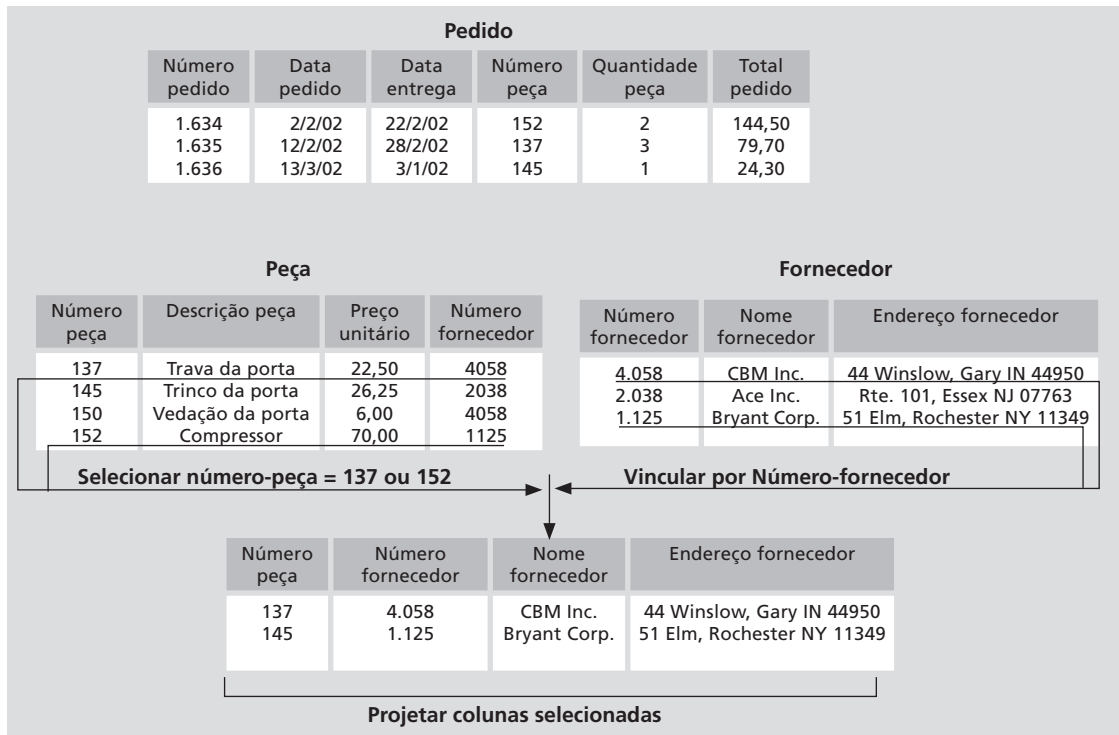 Pedido
Número pedido Data pedido Data entrega Número peça Quantidade peça Total pedido
1.634 2/2/02 22/2/02 152 2 144,50
1.635 12/2/02 28/2/02 137 3 79,70
1.636 13/3/02 3/1/02 145 1 24,30
Peça
Número peça Descrição peça Preço unitário Número fornecedor
137 Trava da porta 22,50 4058
145 Trinco da porta 26,25 2038
150 Vedação da porta 6,00 4058
152 Compressor 70,00 1125
Fornecedor
Número fornecedor Nome fornecedor Endereço fornecedor
4.058 CBM Inc. 44 Winslow, Gary IN 44950
2.038 Ace Inc. Rte. 101, Essex NJ 07763
1.125 Bryant Corp. 51 Elm, Rochester NY 11349
Selecionar número-peça = 137 ou 152
Vincular por Número-fornecedor
Número peça Número fornecedor Nome fornecedor Endereço fornecedor
137 4.058 CBM Inc. 44 Winslow, Gary IN 44950
145 1.125 Bryant Corp. 51 Elm, Rochester NY 11349
Projetar colunas selecionadas